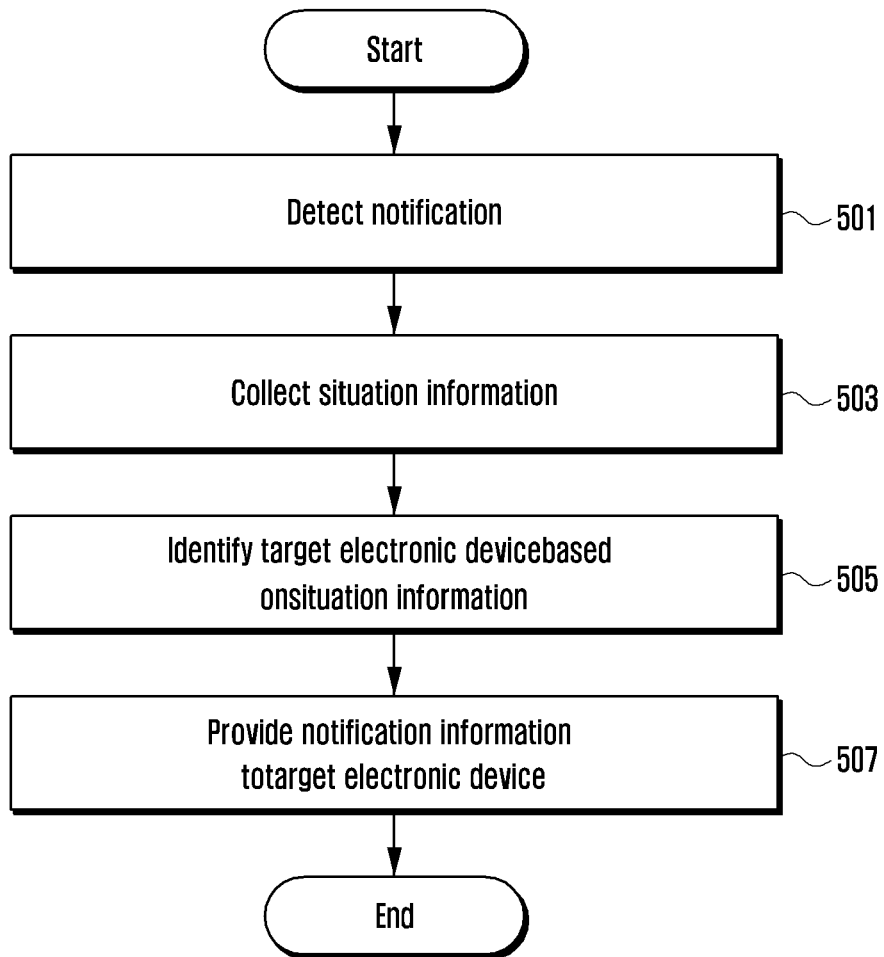 Start
Detect notification
501
Collect situation information
503
Identify target electronic devicebased
onsituation information
505
Provide notification information
totarget electronic device
507
End